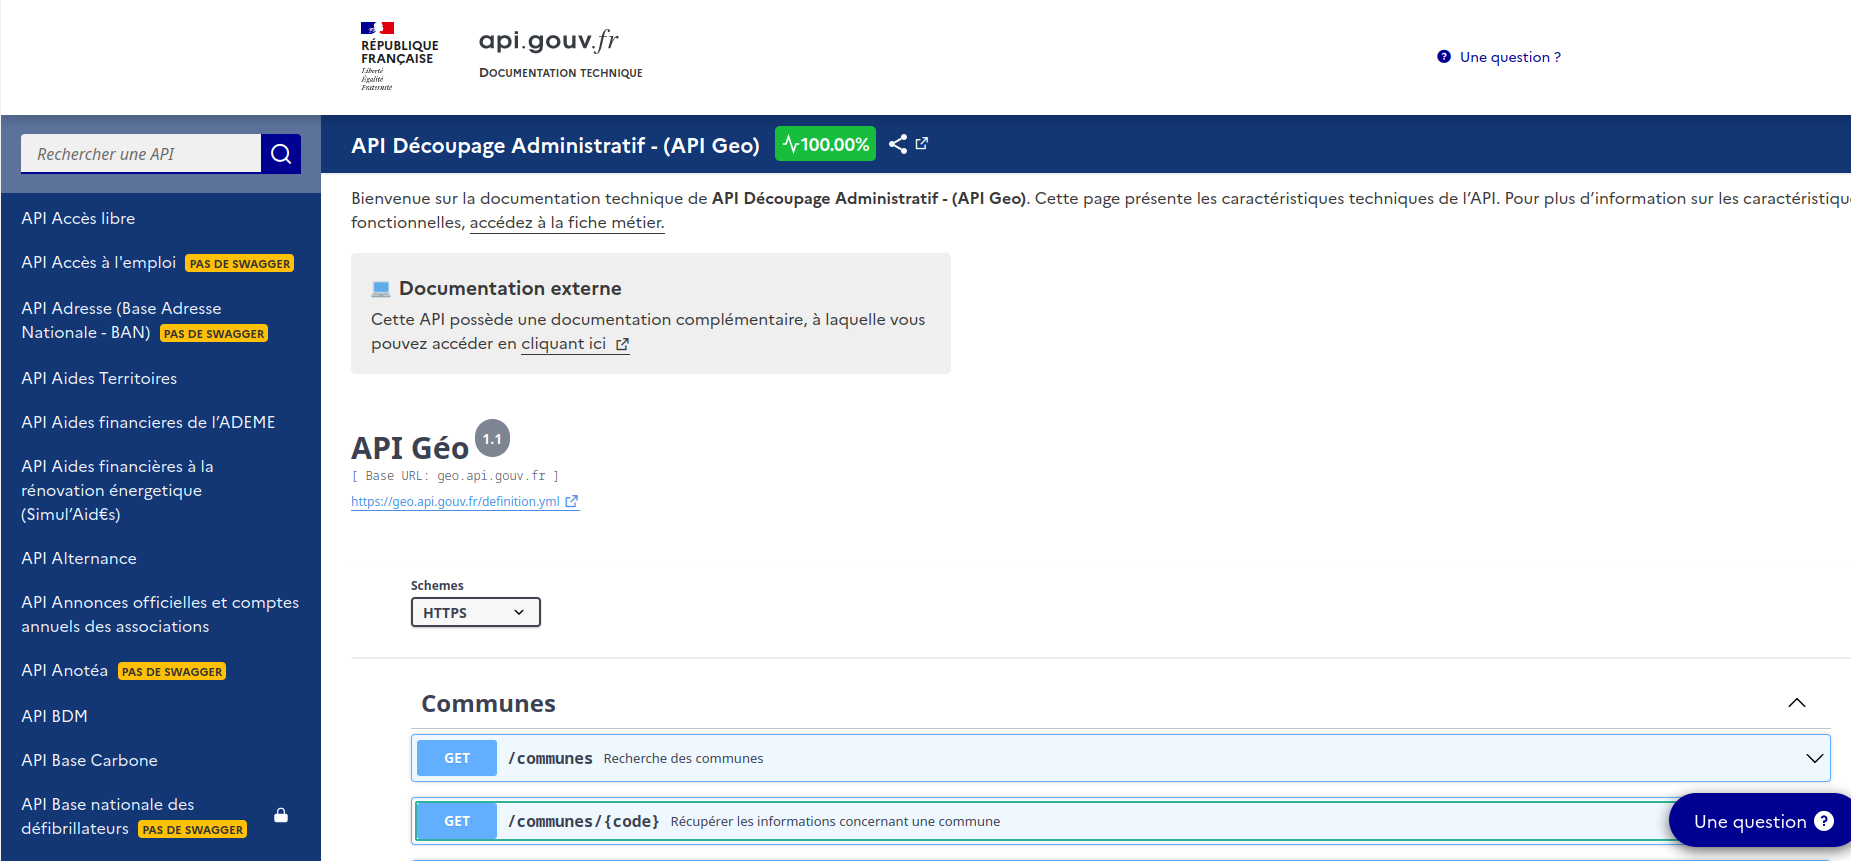 RÉPUBLIQUE
FRANÇAISE
Liberté
Égalité
Fraternité
api.gouv.fr
DOCUMENTATION TECHNIQUE
Une question ?
Rechercher une API
API Accès libre
API Accès à l'emploi PAS DE SWAGGER
API Adresse (Base Adresse
Nationale - BAN) PAS DE SWAGGER
API Aides Territoires
API Aides financieres de l’ADEME
API Aides financières à la
rénovation énergetique
(Simul’Aid€s)
API Alternance
API Annonces officielles et comptes
annuels des associations
API Anotéa PAS DE SWAGGER
API BDM
API Base Carbone
API Base nationale des
défibrillateurs PAS DE SWAGGER
API Découpage Administratif - (API Geo) 100.00%
Bienvenue sur la documentation technique de API Découpage Administratif - (API Geo). Cette page présente les caractéristiques techniques de l’API. Pour plus d’information sur les caractéristiqu
fonctionnelles, accédez à la fiche métier.
Documentation externe
Cette API possède une documentation complémentaire, à laquelle vous
pouvez accéder en cliquant ici
API Géo 1.1
[ Base URL: geo.api.gouv.fr ]
https://geo.api.gouv.fr/definition.yml
Schemes
HTTPS
Communes
GET /communes Recherche des communes
GET /communes/{code} Récupérer les informations concernant une commune
Une question ?